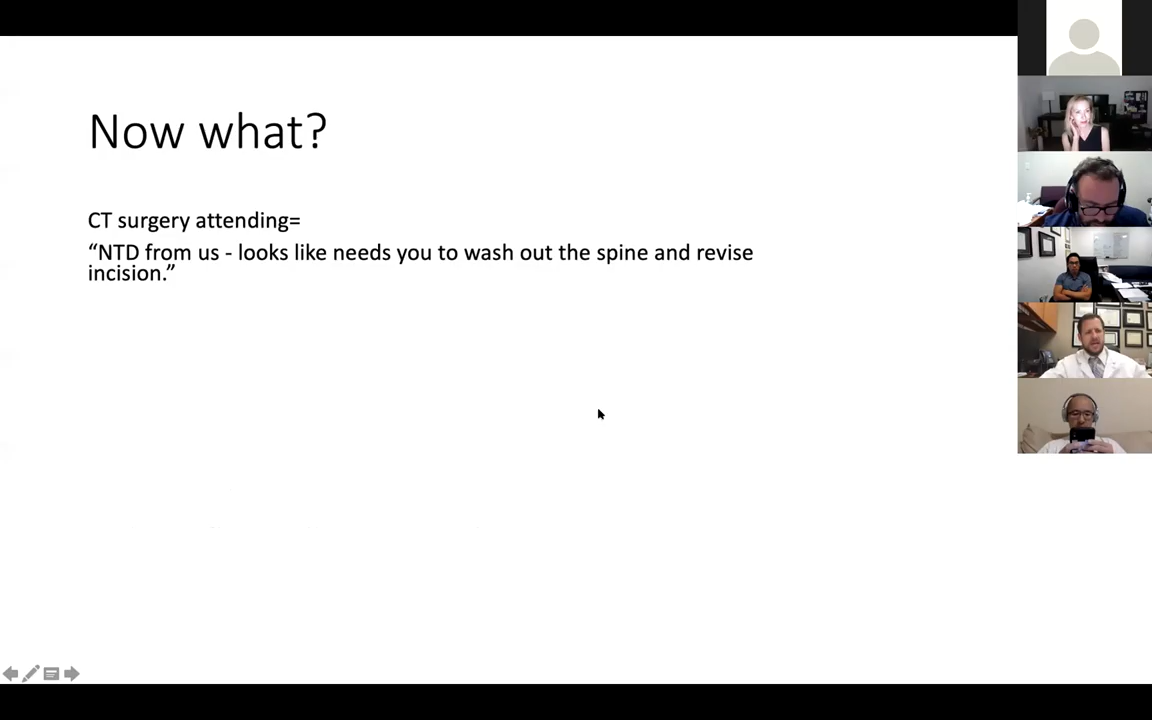 Now what?
CT surgery attending=
“NTD from us - looks like needs you to wash out the spine and revise
incision.”